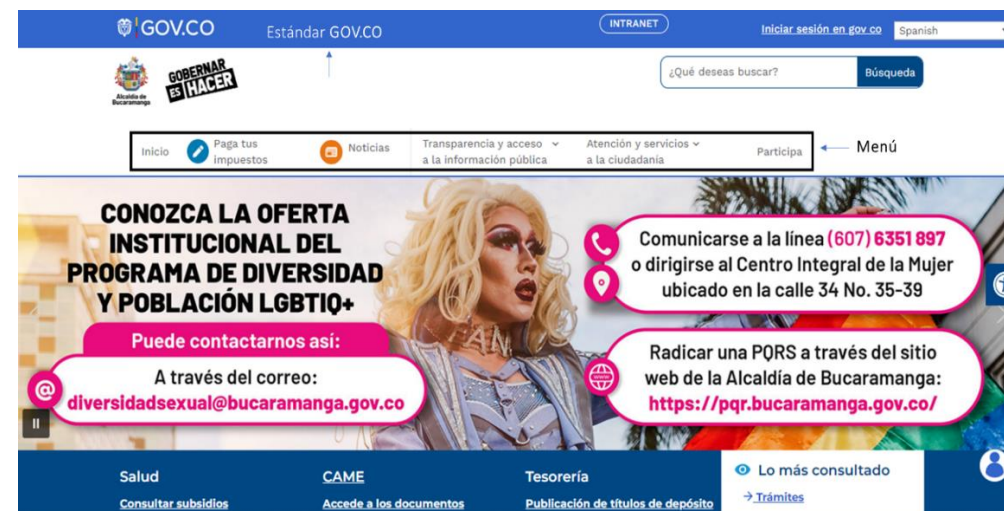 GOV.CO
Estándar GOV.CO
INTRANET
Iniciar sesión en gov co
Spanish
Alcaldía de
Bucaramanga
GOBERNAR
ES HACER
¿Qué deseas buscar?
Búsqueda
Inicio
Paga tus
impuestos
Noticias
Transparencia y acceso
a la información pública
Atención y servicios
a la ciudadanía
Participa
Menú
CONOZCA LA OFERTA
INSTITUCIONAL DEL
PROGRAMA DE DIVERSIDAD
Y POBLACIÓN LGBTIQ+
Puede contactarnos así:
@
A través del correo:
diversidadsexual@bucaramanga.gov.co
Comunicarse a la línea (607) 6351 897
o dirigirse al Centro Integral de la Mujer
ubicado en la calle 34 No. 35-39
Radicar una PQRS a través del sitio
web de la Alcaldía de Bucaramanga:
https://pqr.bucaramanga.gov.co/
Salud
Consultar subsidios
CAME
Accede a los documentos
Tesorería
Publicación de títulos de depósito
Lo más consultado
Trámites